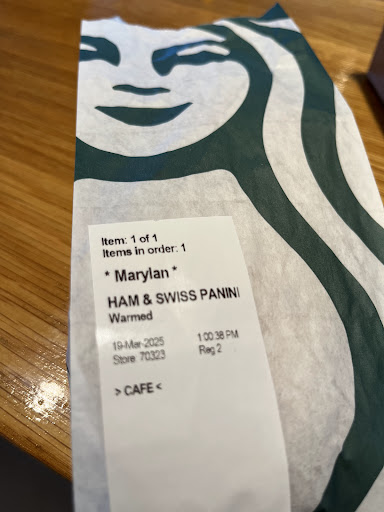 Item: 1 of 1
Items in order: 1
* Marylan *
HAM & SWISS PANINI
Warmed
19-Mar-2025 1:00:38 PM
Store: 70323 Reg 2
> CAFE <